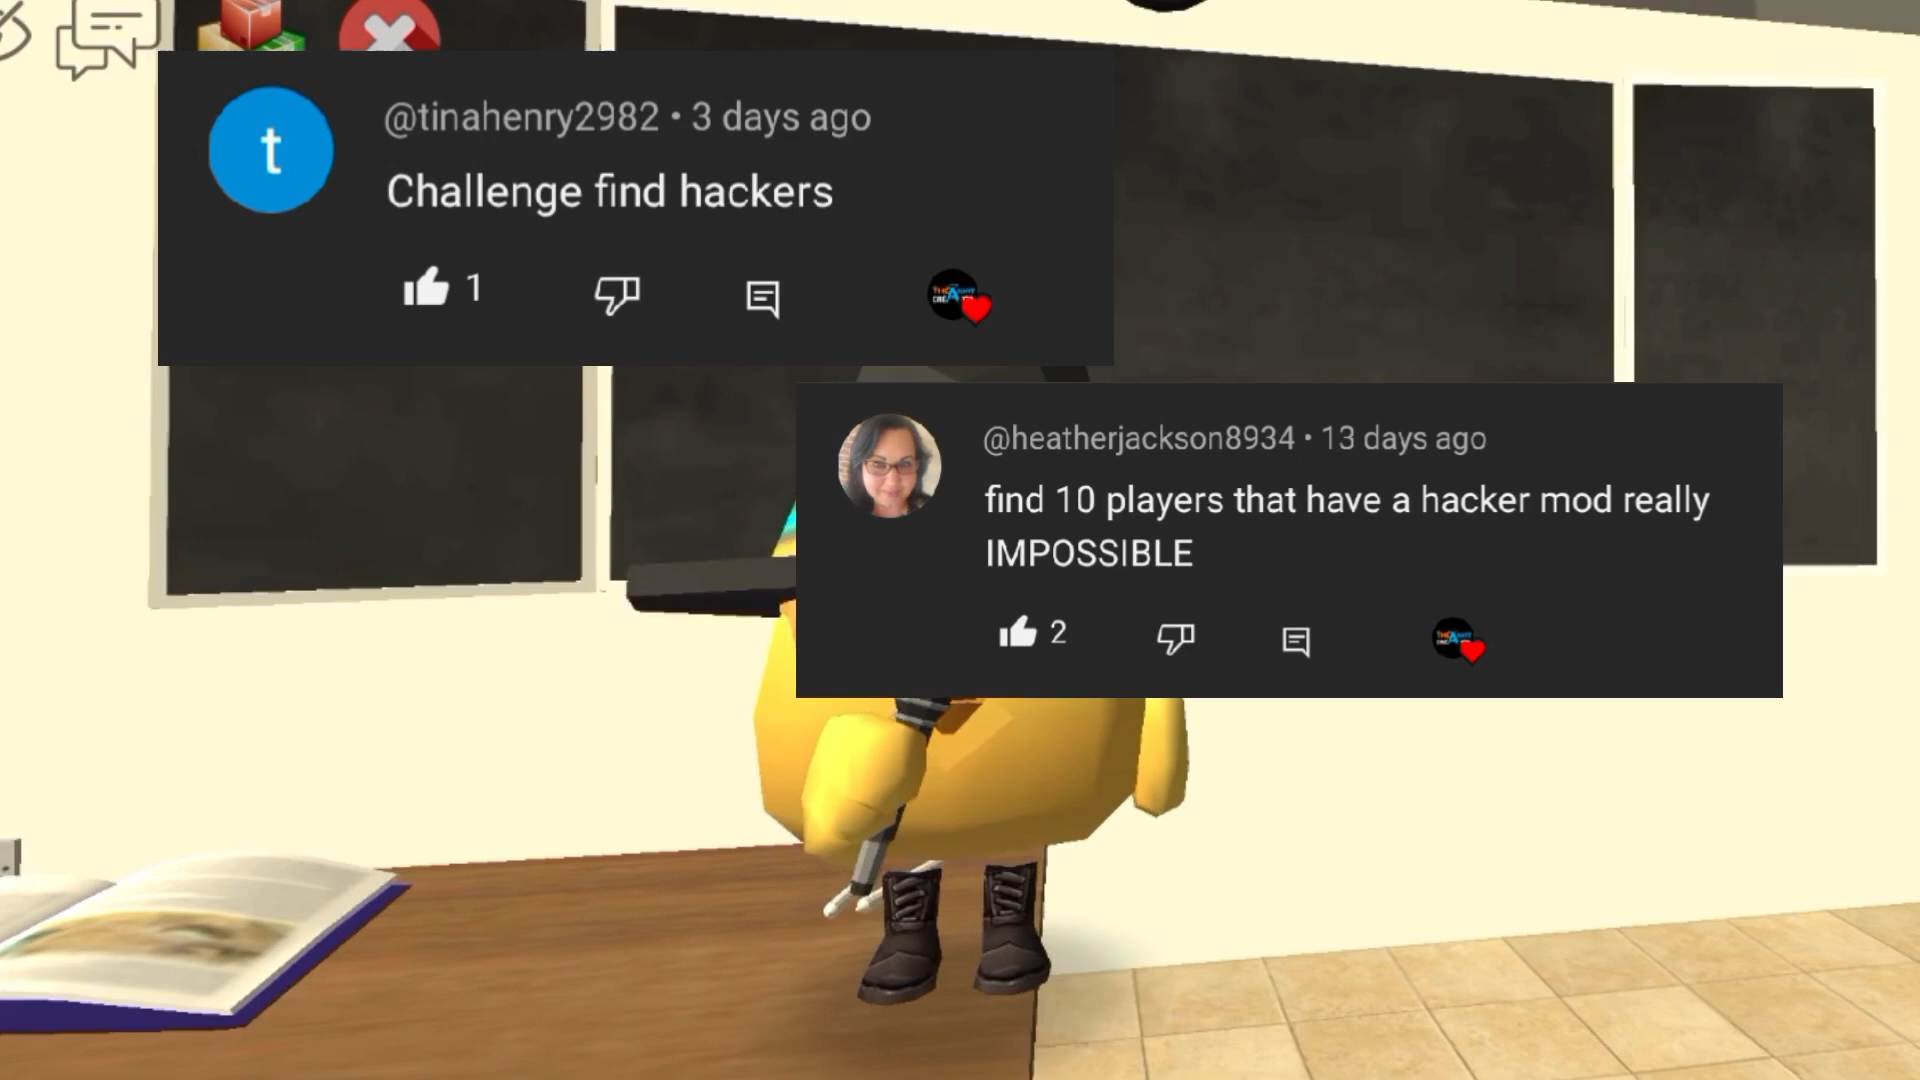 @tinahenry2982 • 3 days ago
t
Challenge find hackers
1
@heatherjackson8934 • 13 days ago
find 10 players that have a hacker mod really
IMPOSSIBLE
2